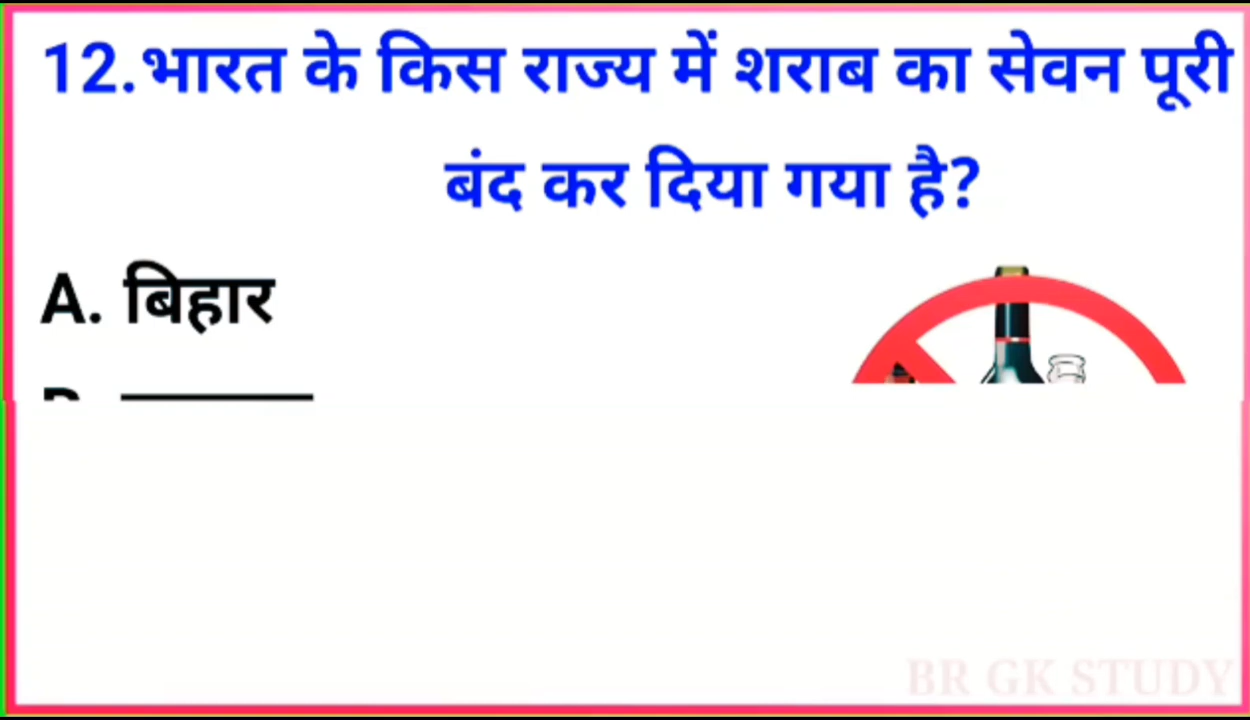 12.भारत के किस राज्य में शराब का सेवन पूरी
बंद कर दिया गया है?
A. बिहार
BR GK STUDY